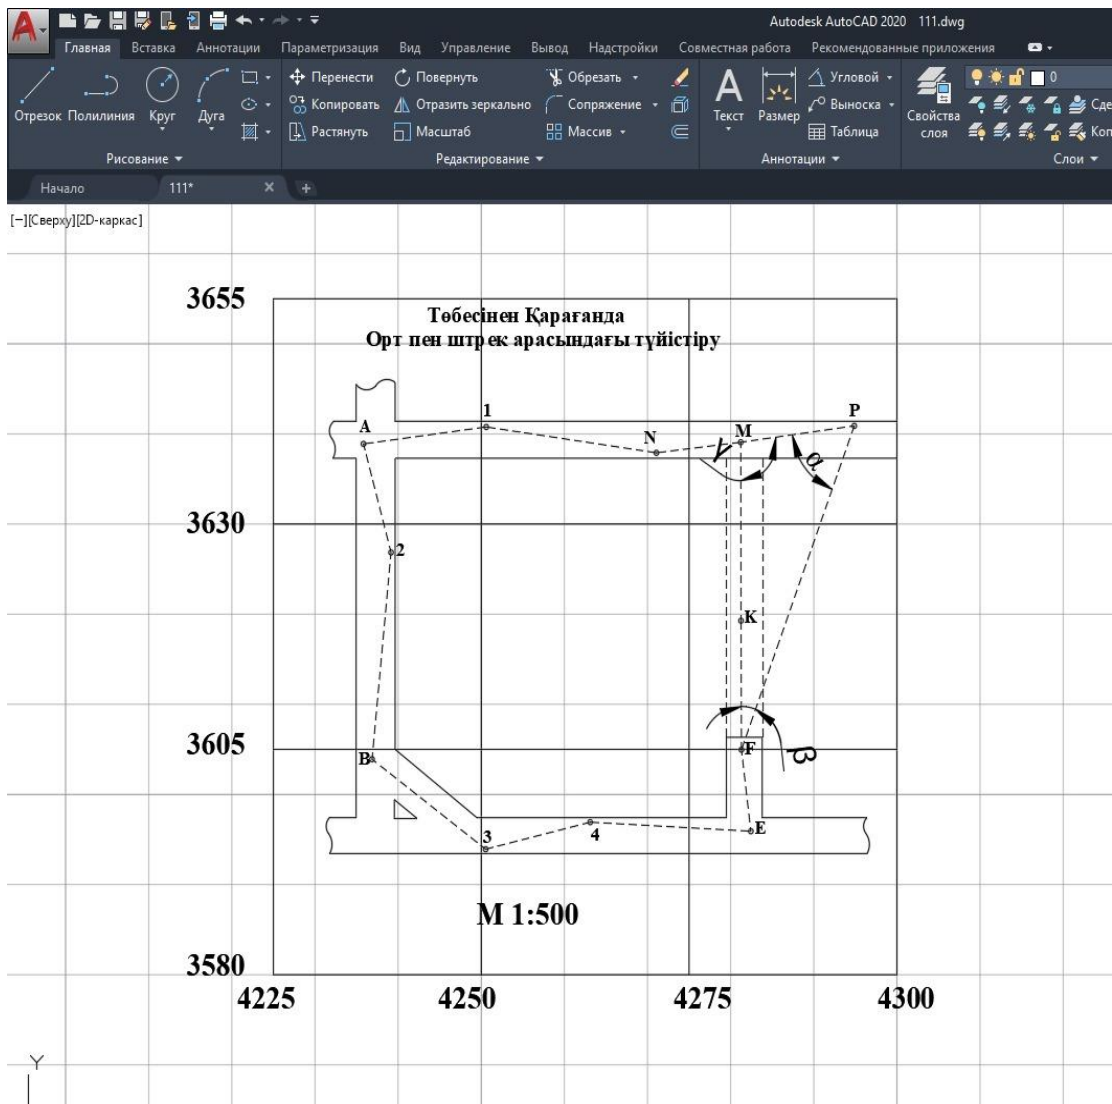 Autodesk AutoCAD 2020 111.dwg
Главная Вставка Аннотации Параметризация Вид Управление Вывод Надстройки Совместная работа Рекомендованные приложения
Отрезок Полилиния Круг Дуга
Перенести Повернуть Обрезать
Копировать Отразить зеркально Сопряжение
Растянуть Масштаб Массив
Текст Размер
Угловой
Выноска
Таблица
Свойства слоя
0
Рисование Редактирование Аннотации Слои
Начало 111* +
[−][Сверху][2D-каркас]
3655
Төбесінен Қарағанда
Орт пен штрек арасындағы түйістіру
A 1 N M P
γ α
3630
2
K
3605
B F β
3 4 E
М 1:500
3580
4225 4250 4275 4300
Y